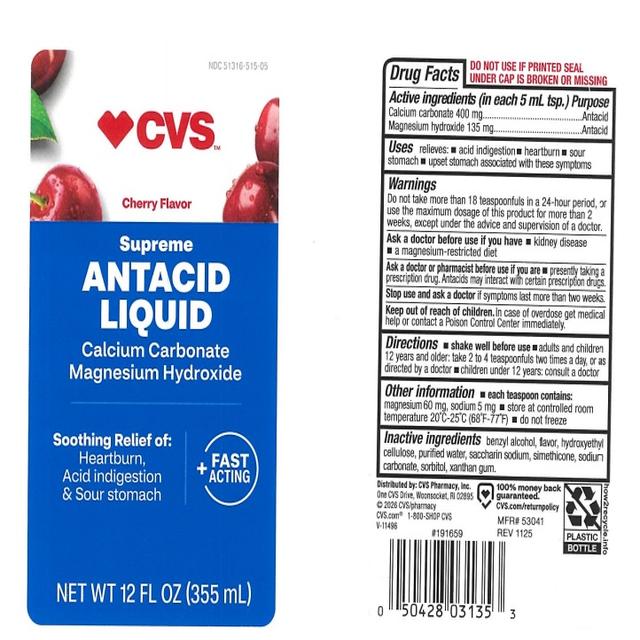 NDC 51316-515-05
CVS™
Cherry Flavor
Supreme
ANTACID
LIQUID
Calcium Carbonate
Magnesium Hydroxide
Soothing Relief of:
Heartburn,
Acid indigestion
& Sour stomach
+ FAST
ACTING
NET WT 12 FL OZ (355 mL)
Drug Facts
DO NOT USE IF PRINTED SEAL
UNDER CAP IS BROKEN OR MISSING
Active ingredients (in each 5 mL tsp.) Purpose
Calcium carbonate 400 mg......Antacid
Magnesium hydroxide 135 mg......Antacid
Uses relieves: ■ acid indigestion ■ heartburn ■ sour
stomach ■ upset stomach associated with these symptoms
Warnings
Do not take more than 18 teaspoonfuls in a 24-hour period, or
use the maximum dosage of this product for more than 2
weeks, except under the advice and supervision of a doctor.
Ask a doctor before use if you have ■ kidney disease
■ a magnesium-restricted diet
Ask a doctor or pharmacist before use if you are ■ presently taking a
prescription drug. Antacids may interact with certain prescription drugs.
Stop use and ask a doctor if symptoms last more than two weeks.
Keep out of reach of children. In case of overdose get medical
help or contact a Poison Control Center immediately.
Directions ■ shake well before use ■ adults and children
12 years and older: take 2 to 4 teaspoonfuls two times a day, or as
directed by a doctor ■ children under 12 years: consult a doctor
Other information ■ each teaspoon contains:
magnesium 60 mg, sodium 5 mg ■ store at controlled room
temperature 20°C-25°C (68°F-77°F) ■ do not freeze
Inactive ingredients benzyl alcohol, flavor, hydroxyethyl
cellulose, purified water, saccharin sodium, simethicone, sodium
carbonate, sorbitol, xanthan gum.
Distributed by: CVS Pharmacy, Inc.
One CVS Drive, Woonsocket, RI 02895
© 2026 CVS/pharmacy
CVS.com® 1-800-SHOP CVS
V-11496
100% money back
guaranteed.
CVS.com/returnpolicy
MFR# 53041
#191659
REV 1125
how2recycle.info
PLASTIC
BOTTLE
0 50428 03135 3